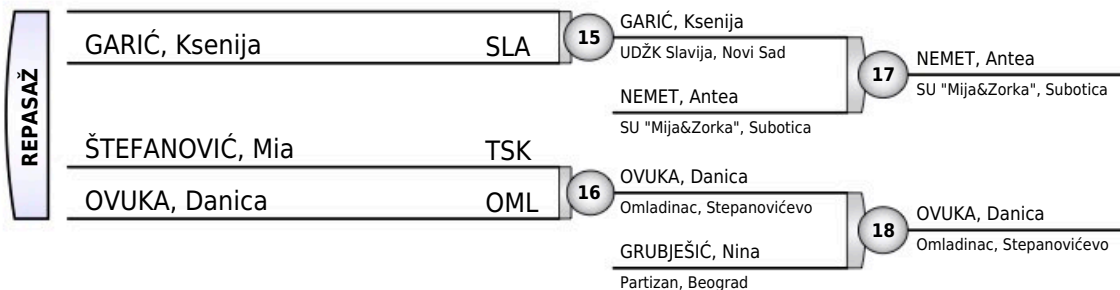 REPASAŽ
GARIĆ, Ksenija SLA
ŠTEFANOVIĆ, Mia TSK
OVUKA, Danica OML
15
GARIĆ, Ksenija
UDŽK Slavija, Novi Sad
NEMET, Antea
SU "Mija&Zorka", Subotica
16
OVUKA, Danica
Omladinac, Stepanovićevo
GRUBJEŠIĆ, Nina
Partizan, Beograd
17
NEMET, Antea
SU "Mija&Zorka", Subotica
18
OVUKA, Danica
Omladinac, Stepanovićevo